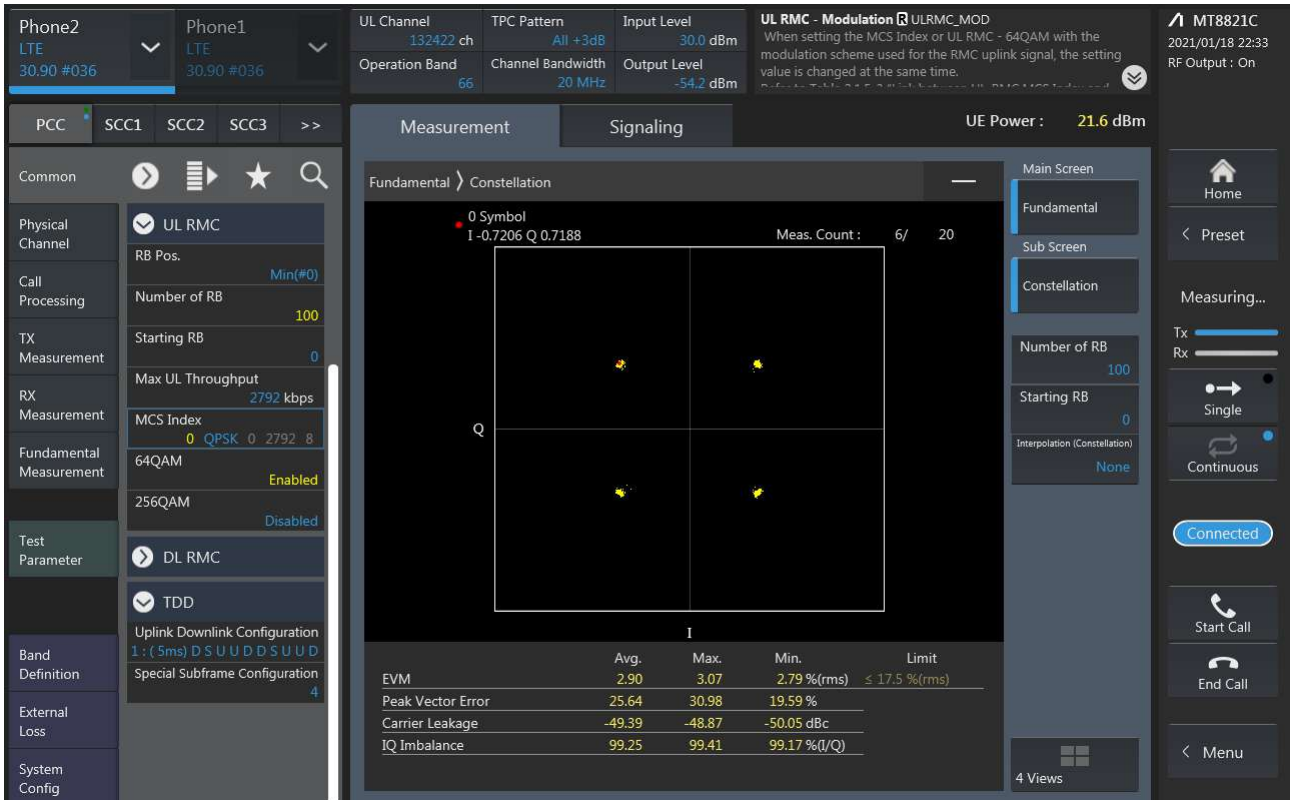 Phone2
LTE
30.90 #036
Phone1
LTE
30.90 #036
UL Channel
132422 ch
TPC Pattern
All +3dB
Input Level
30.0 dBm
Operation Band
66
Channel Bandwidth
20 MHz
Output Level
-54.2 dBm
UL RMC - Modulation R ULRMC_MOD
When setting the MCS Index or UL RMC - 64QAM with the
modulation scheme used for the RMC uplink signal, the setting
value is changed at the same time.
MT8821C
2021/01/18 22:33
RF Output : On
PCC SCC1 SCC2 SCC3 >>
Measurement
Signaling
UE Power : 21.6 dBm
Common
Physical
Channel
Call
Processing
TX
Measurement
RX
Measurement
Fundamental
Measurement
Test
Parameter
Band
Definition
External
Loss
System
Config
UL RMC
RB Pos.
Min(#0)
Number of RB
100
Starting RB
0
Max UL Throughput
2792 kbps
MCS Index
0 QPSK 0 2792 8
64QAM
Enabled
256QAM
Disabled
DL RMC
TDD
Uplink Downlink Configuration
1 : ( 5ms) D S U U D D S U U D
Special Subframe Configuration
4
Fundamental 〉 Constellation
0 Symbol
I -0.7206 Q 0.7188
Meas. Count : 6/ 20
Q
I
Avg. Max. Min. Limit
EVM 2.90 3.07 2.79 %(rms) ≤ 17.5 %(rms)
Peak Vector Error 25.64 30.98 19.59 %
Carrier Leakage -49.39 -48.87 -50.05 dBc
IQ Imbalance 99.25 99.41 99.17 %(I/Q)
Main Screen
Fundamental
Sub Screen
Constellation
Number of RB
100
Starting RB
0
Interpolation (Constellation)
None
4 Views
Home
< Preset
Measuring...
Tx
Rx
Single
Continuous
Connected
Start Call
End Call
< Menu